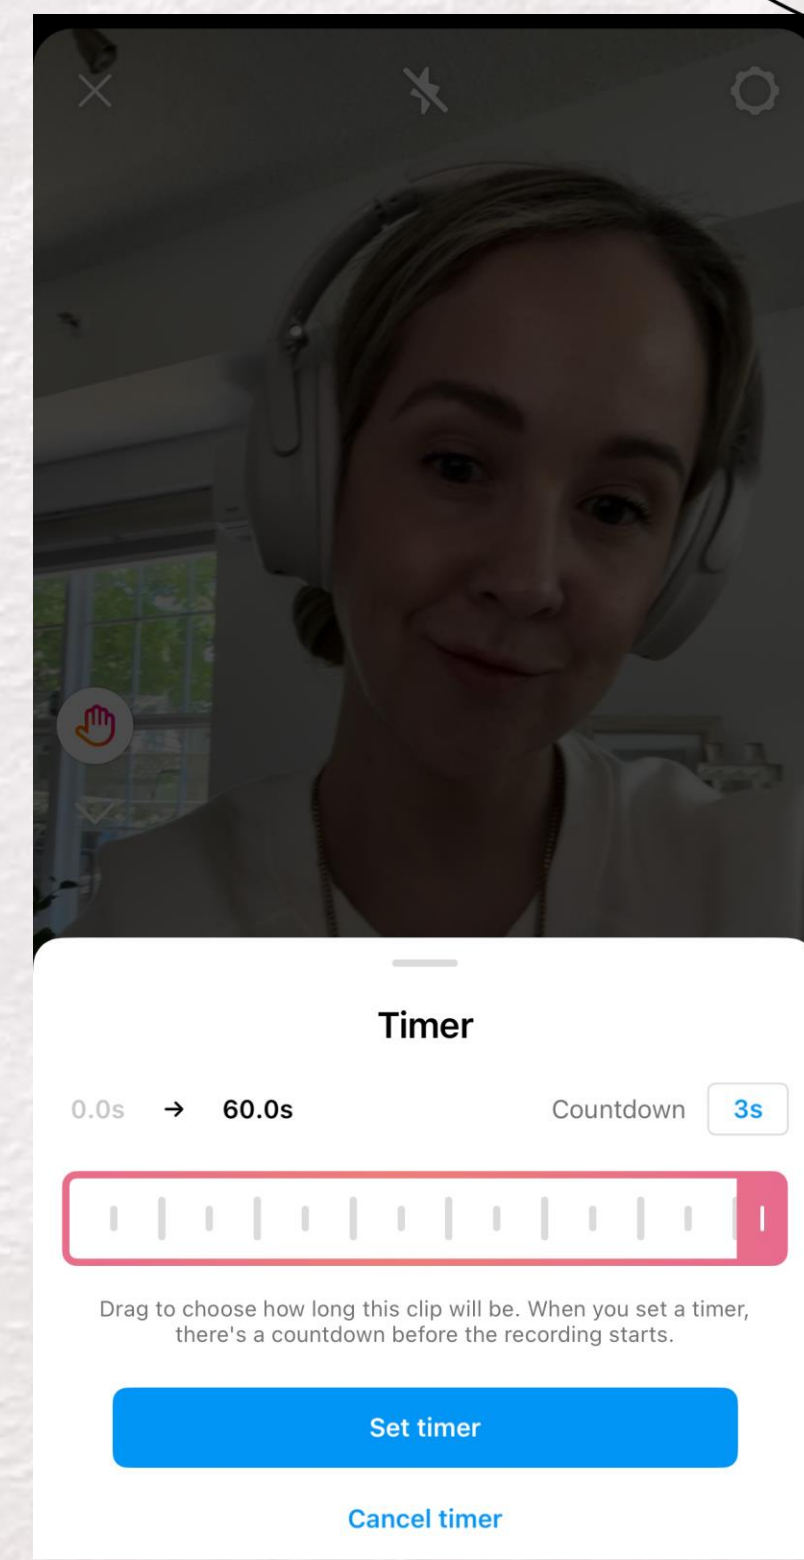 Timer
0.0s → 60.0s Countdown 3s
Drag to choose how long this clip will be. When you set a timer,
there's a countdown before the recording starts.
Set timer
Cancel timer